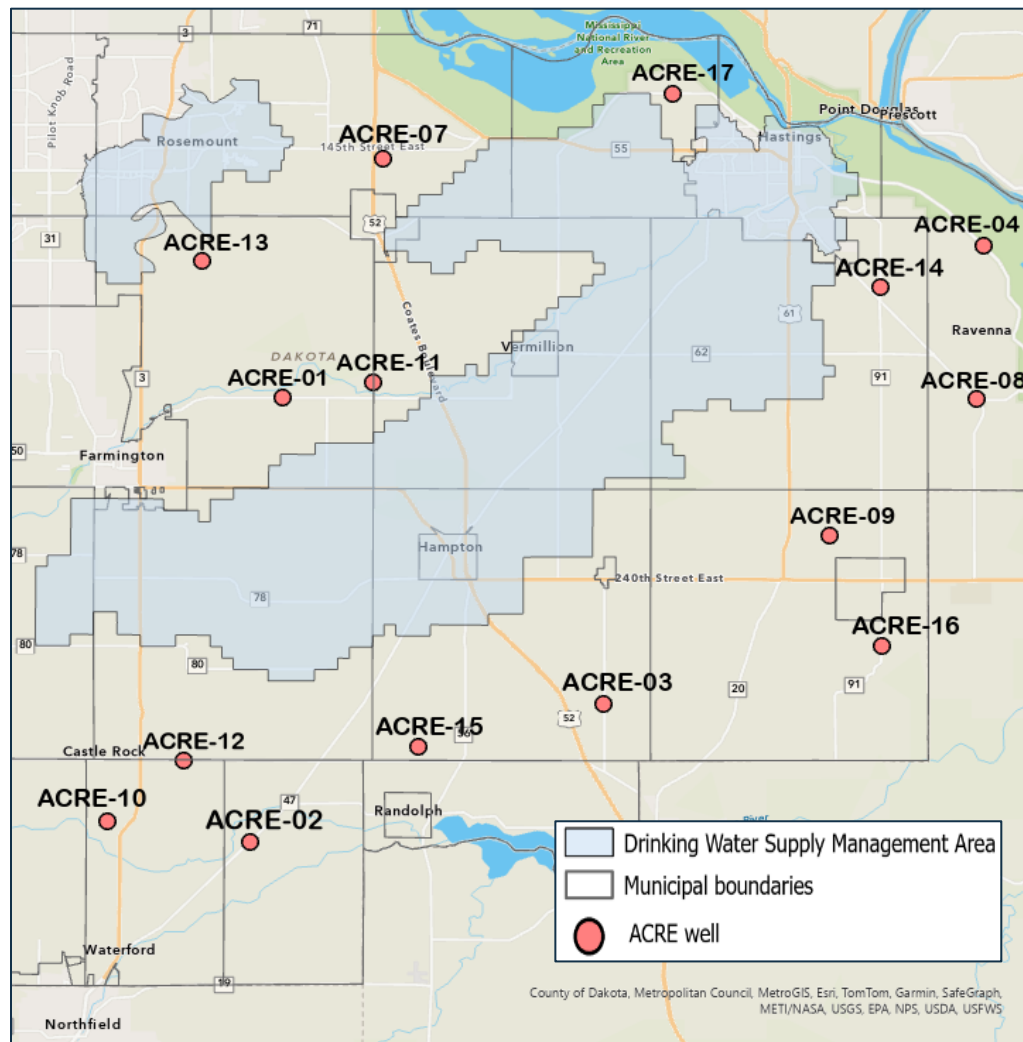 3
71
Mississippi
National River
and Recreation
Area
ACRE-17
Pilot Knob Road
Point Douglas
Prescott
ACRE-07
Rosemount
145th Street East
55
Hastings
52
31
ACRE-13
ACRE-04
ACRE-14
Coates Boulevard
61
Ravenna
Vermillion
DAKOTA
62
ACRE-11
3
91
ACRE-01
ACRE-08
50
Farmington
ACRE-09
78
Hampton
240th Street East
78
80
80
ACRE-16
91
20
ACRE-03
52
ACRE-15
56
ACRE-12
Castle Rock
ACRE-10
47
Randolph
ACRE-02
River
Drinking Water Supply Management Area
Municipal boundaries
ACRE well
Waterford
19
Northfield
County of Dakota, Metropolitan Council, MetroGIS, Esri, TomTom, Garmin, SafeGraph,
METI/NASA, USGS, EPA, NPS, USDA, USFWS